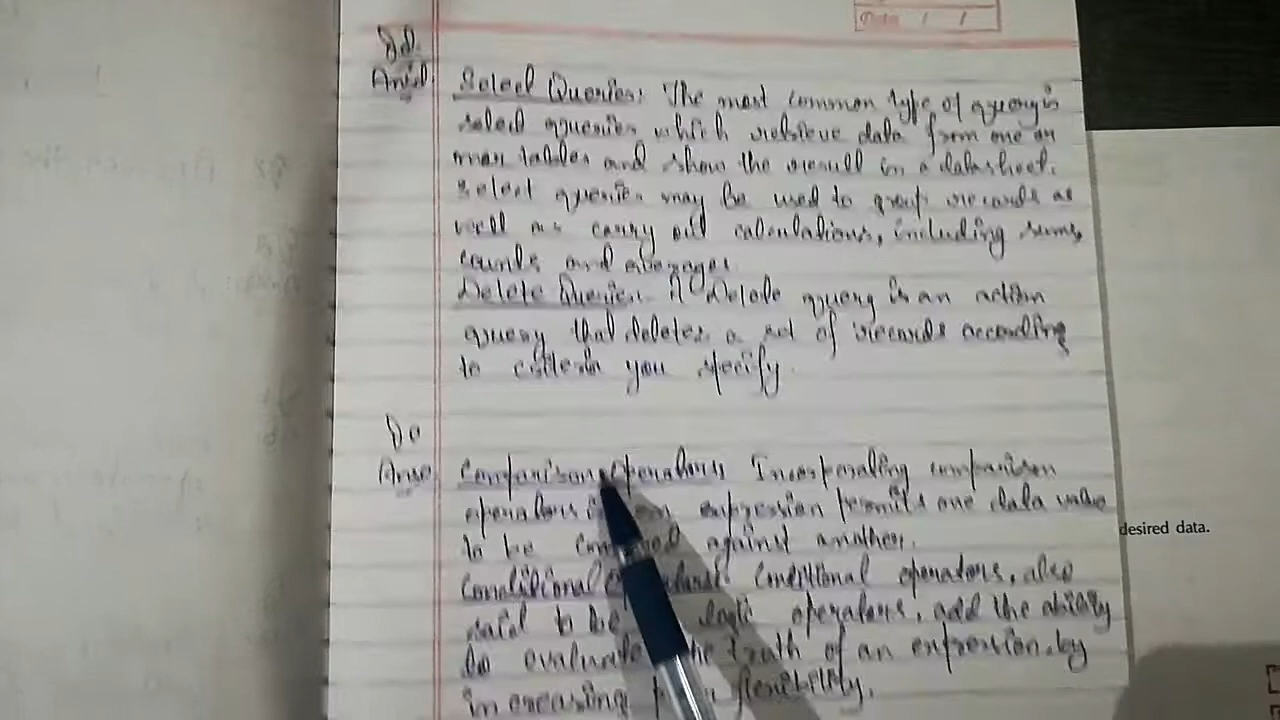 Date / /
Ans
Select Queries: The most common type of query is
select queries which retrieve data from one or
more tables and show the result in a datasheet.
Select queries may be used to group records as
well as carry out calculations, including sums,
counts and averages.
Delete Queries. A Delete query is an action
query that deletes a set of records according
to criteria you specify.
Ans
Comparison Operators Incorporating comparison
operators expression permits one data value
to be against another.
desired data.
Conditional Conditional operators, also
said to be logic operators, add the ability
to evaluate the truth of an expression, by
increasing flexibility.